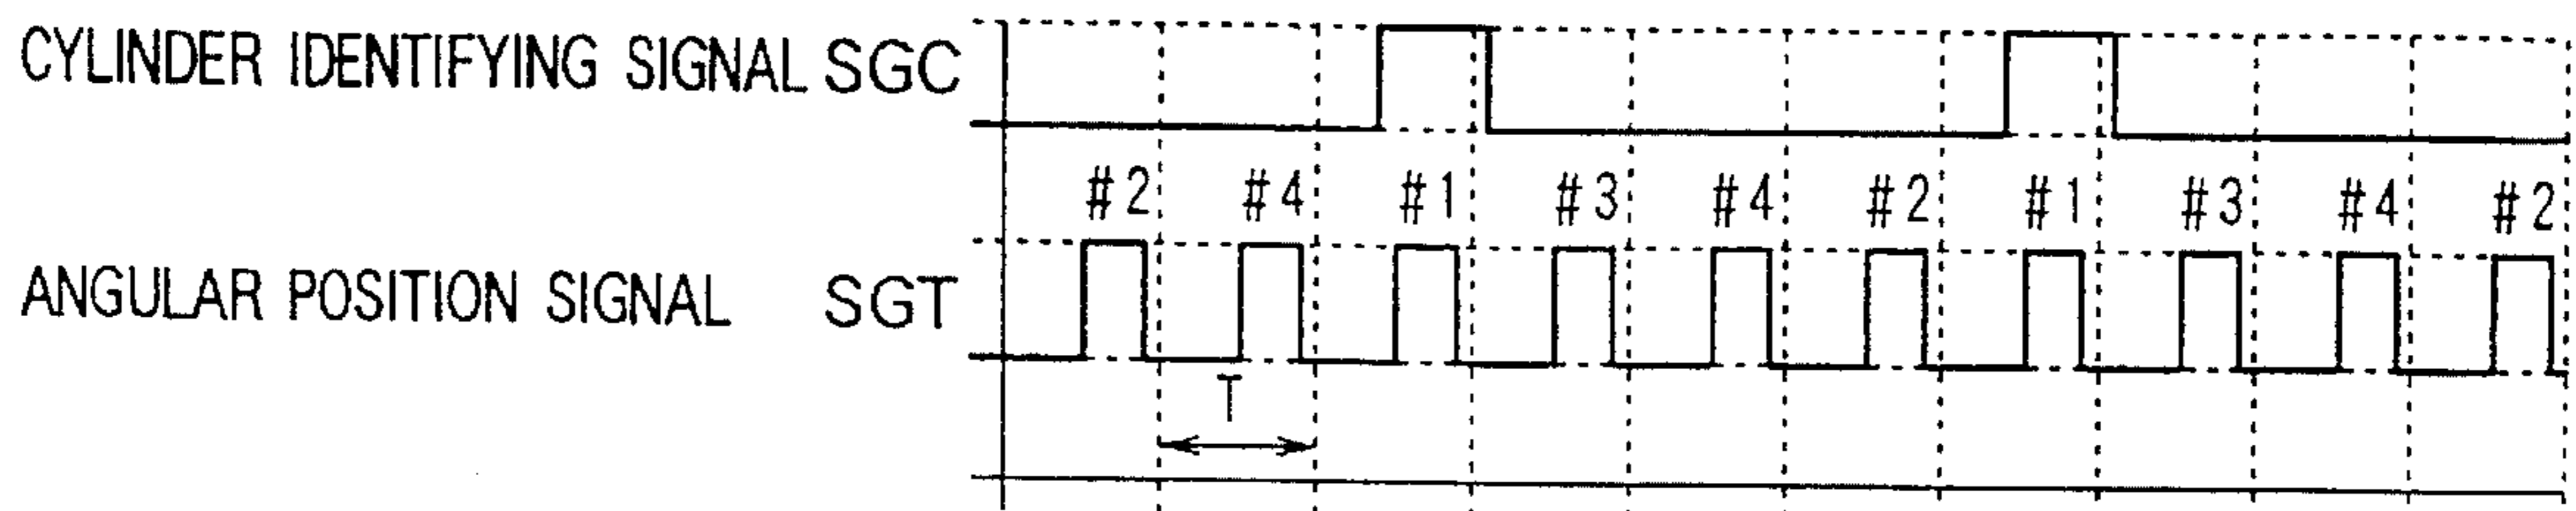 CYLINDER IDENTIFYING SIGNAL SGC
#2 #4 #1 #3 #4 #2 #1 #3 #4 #2
ANGULAR POSITION SIGNAL SGT
T